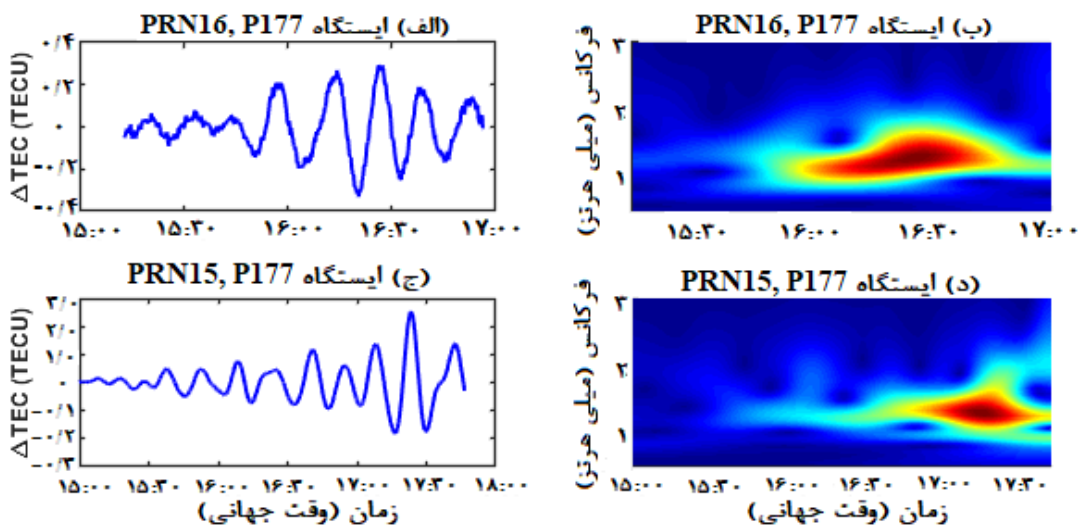 (الف) ایستگاه PRN16, P177
ΔTEC (TECU)
۰/۴
۰/۲
۰
-۰/۲
-۰/۴
۱۵:۰۰ ۱۵:۳۰ ۱۶:۰۰ ۱۶:۳۰ ۱۷:۰۰
(ب) ایستگاه PRN16, P177
فرکانس (میلی هرتز)
۳
۲
۱
۱۵:۳۰ ۱۶:۰۰ ۱۶:۳۰ ۱۷:۰۰
(ج) ایستگاه PRN15, P177
ΔTEC (TECU)
۳/۰
۲/۰
۱/۰
۰
-۰/۱
-۰/۲
-۰/۳
۱۵:۰۰ ۱۵:۳۰ ۱۶:۰۰ ۱۶:۳۰ ۱۷:۰۰ ۱۷:۳۰ ۱۸:۰۰
زمان (وقت جهانی)
(د) ایستگاه PRN15, P177
فرکانس (میلی هرتز)
۳
۲
۱
۱۵:۰۰ ۱۵:۳۰ ۱۶:۰۰ ۱۶:۳۰ ۱۷:۰۰ ۱۷:۳۰
زمان (وقت جهانی)